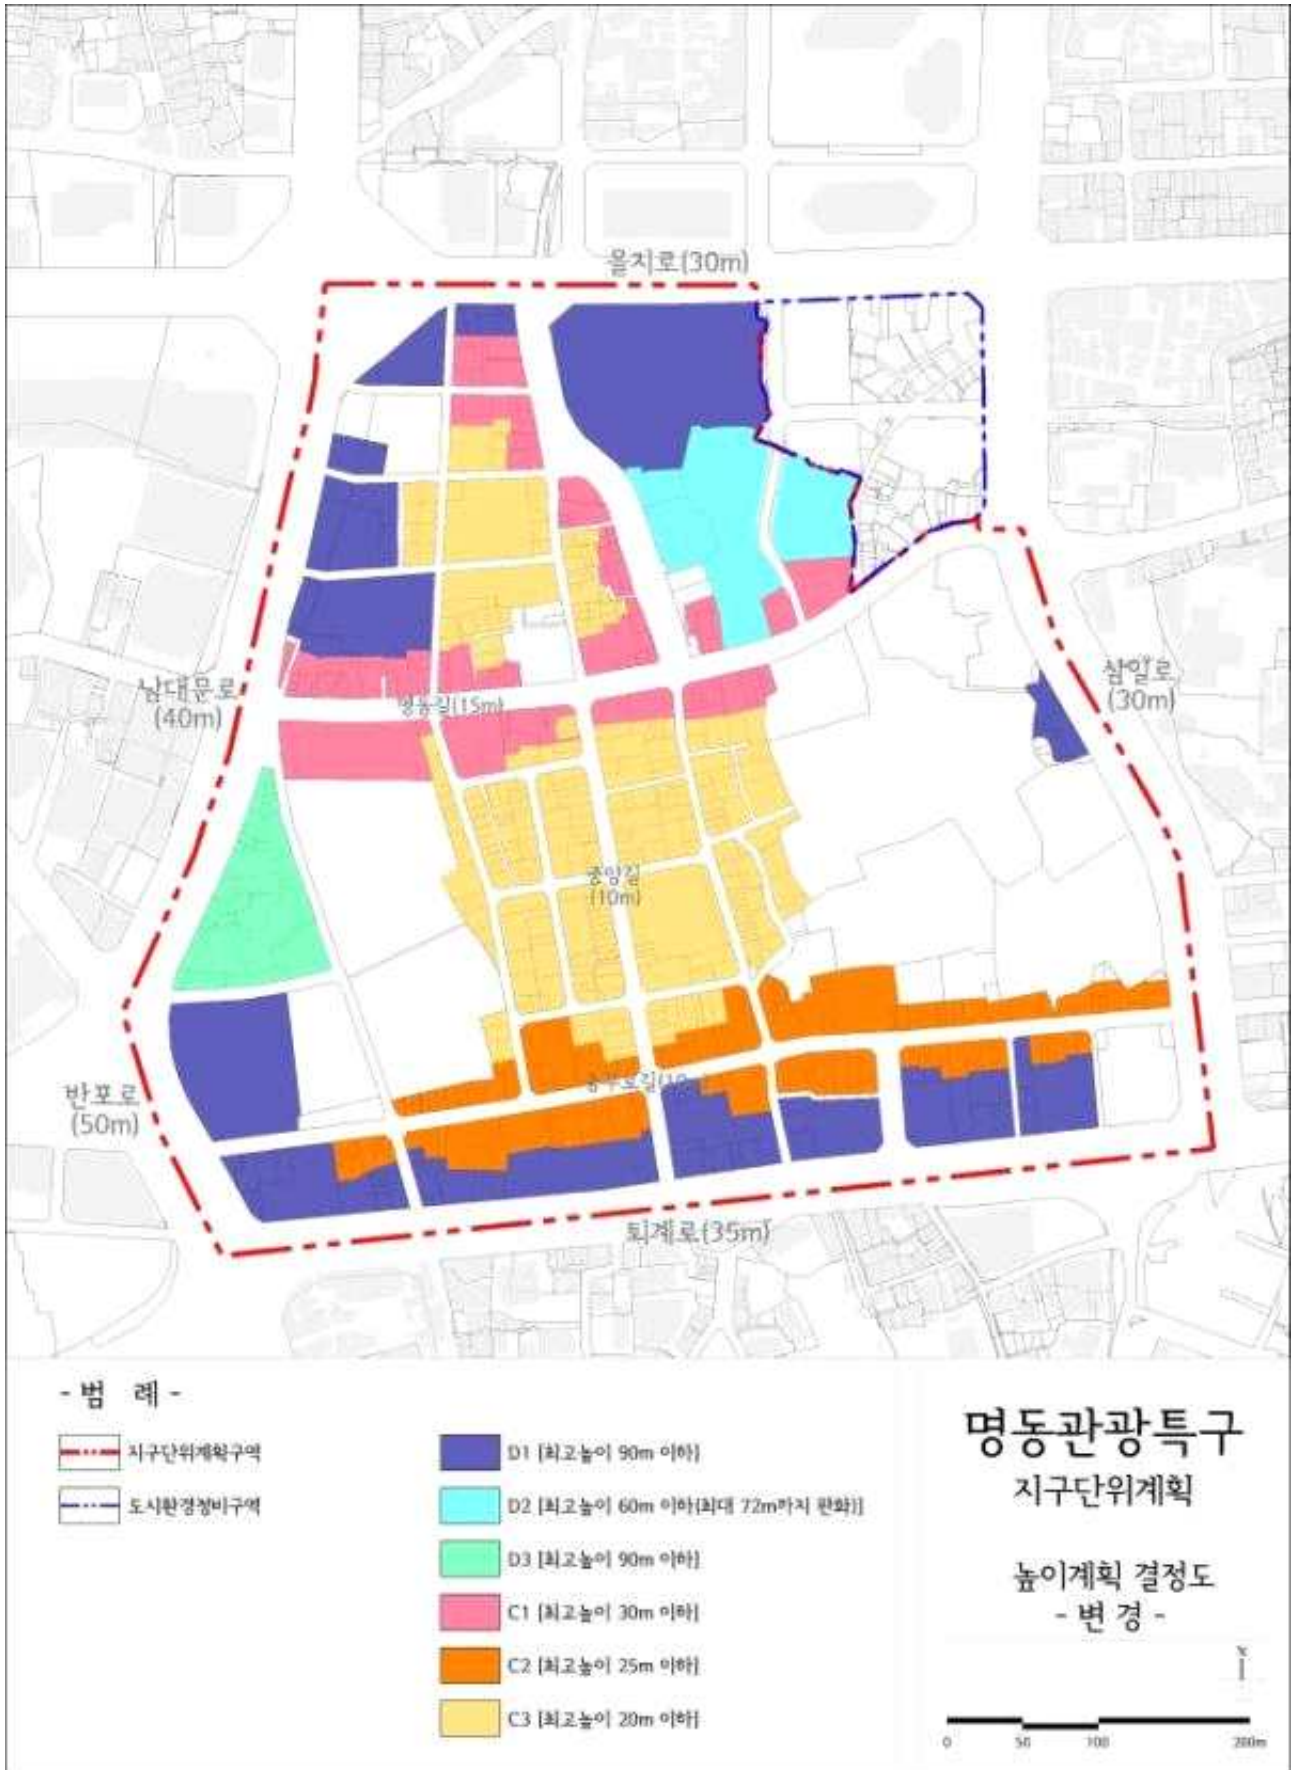 을지로(30m)
남대문로
(40m)
명동길(15m)
삼일로
(30m)
중앙길
(10m)
반포로
(50m)
충무로길(10
퇴계로(35m)
- 범 례 -
지구단위계획구역
도시환경정비구역
D1 [최고높이 90m 이하]
D2 [최고높이 60m 이하(최대 72m까지 완화)]
D3 [최고높이 90m 이하]
C1 [최고높이 30m 이하]
C2 [최고높이 25m 이하]
C3 [최고높이 20m 이하]
명동관광특구
지구단위계획
높이계획 결정도
- 변 경 -
0 50 100 200m